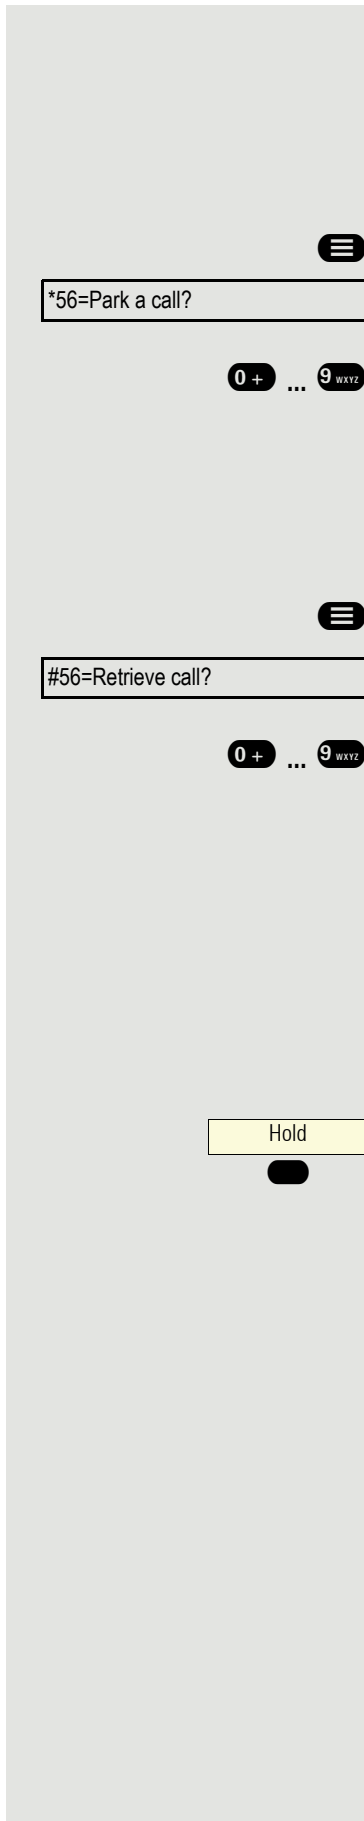 *56=Park a call?
0 + ... 9 WXYZ
#56=Retrieve call?
0 + ... 9 WXYZ
Hold